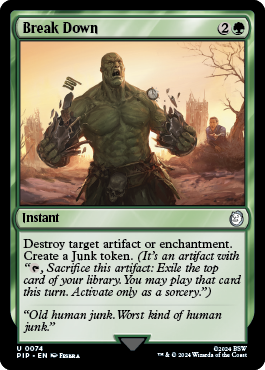 Break Down 2
Instant
Destroy target artifact or enchantment.
Create a Junk token. (It's an artifact with
“, Sacrifice this artifact: Exile the top
card of your library. You may play that card
this turn. Activate only as a sorcery.”)
“Old human junk. Worst kind of human
junk.”
U 0074
PIP • EN Fesbra
©2024 BSW
™ & © 2024 Wizards of the Coast